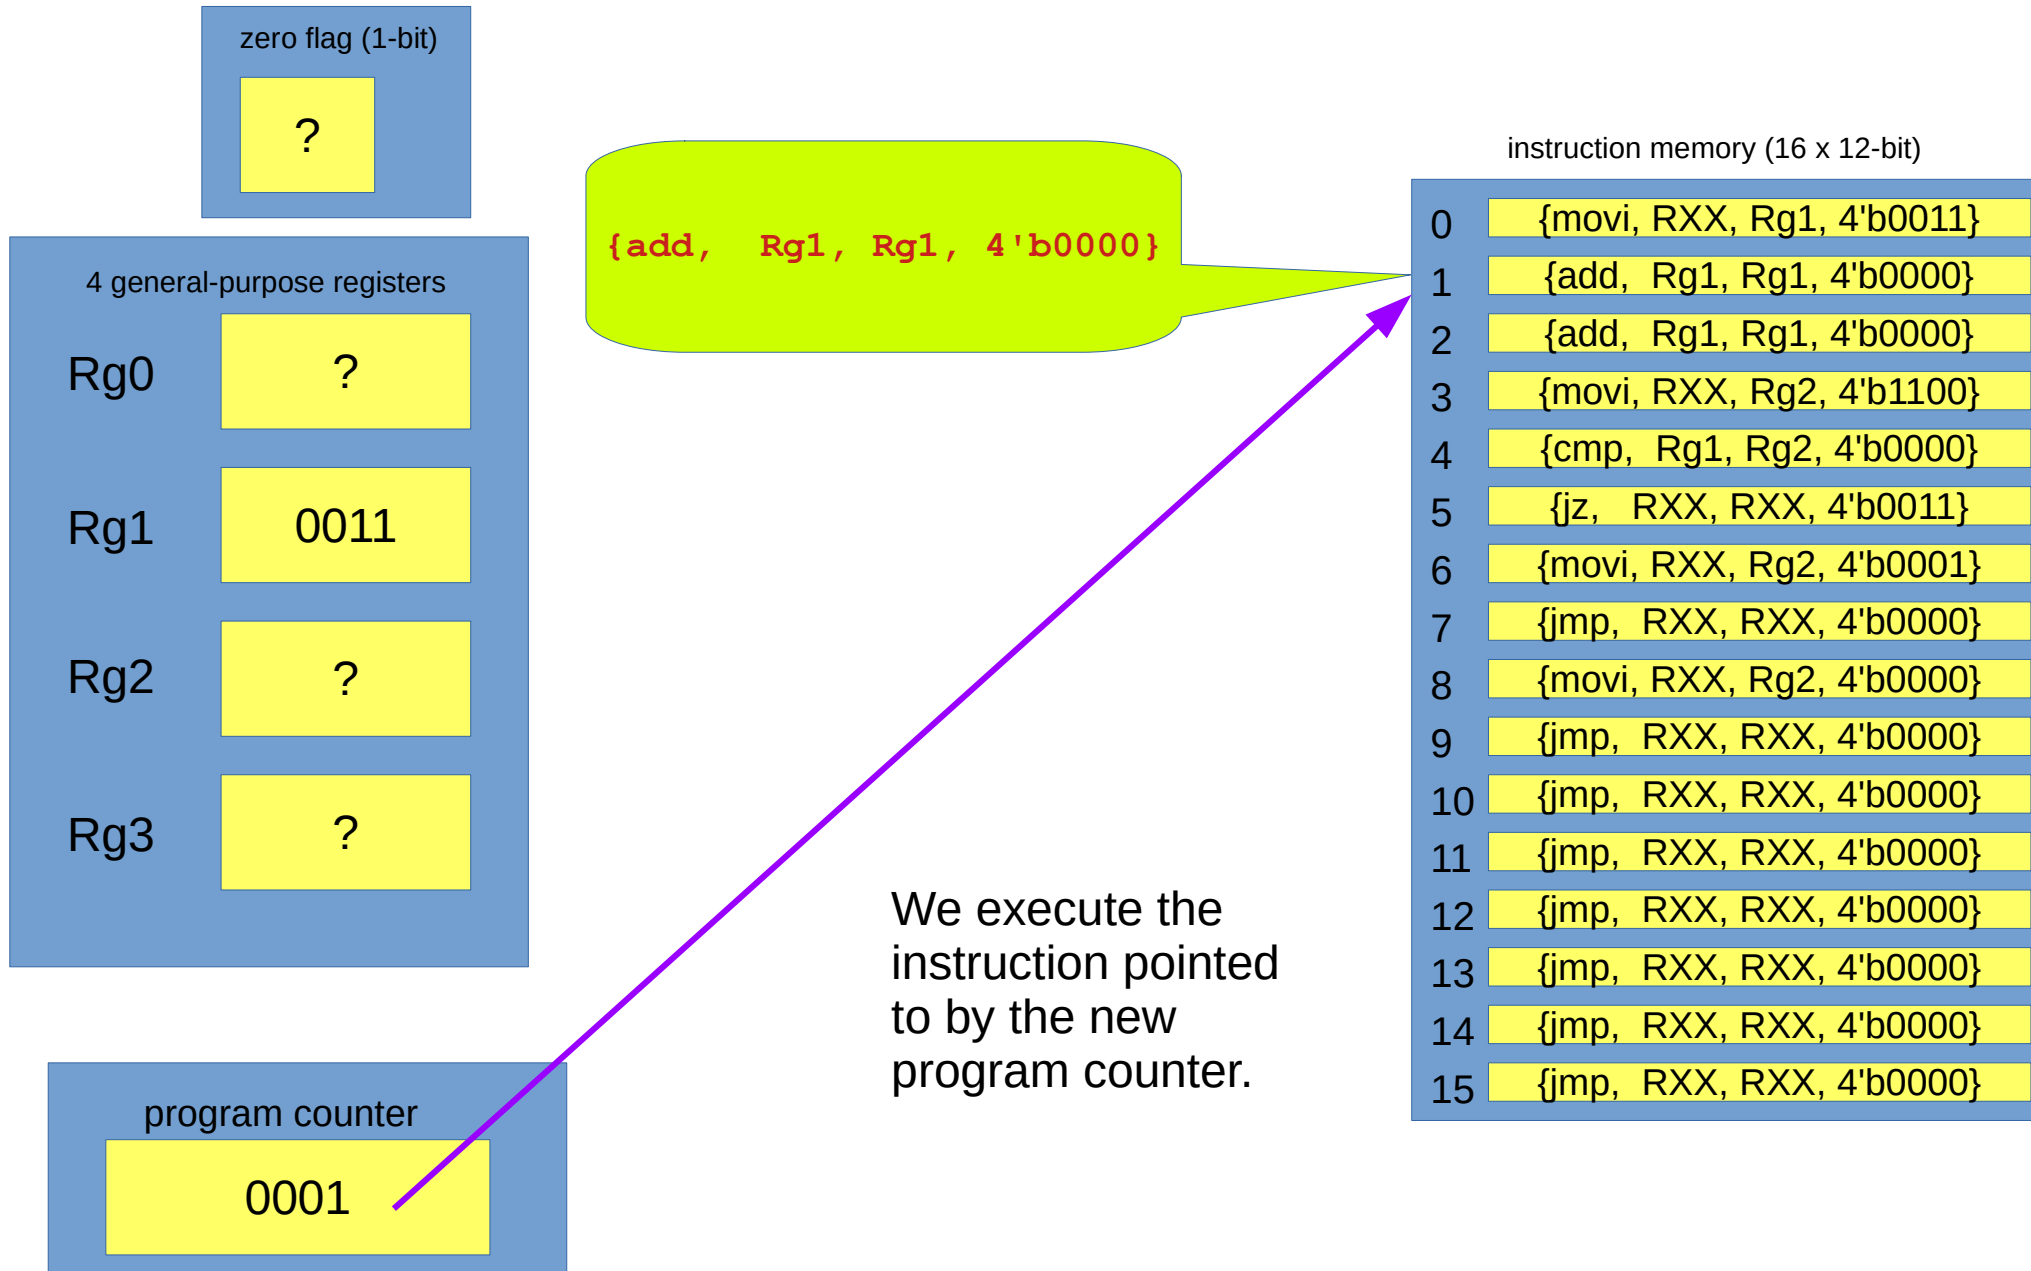 zero flag (1-bit)
?
4 general-purpose registers
Rg0 ?
Rg1 0011
Rg2 ?
Rg3 ?
program counter
0001
{add,  Rg1, Rg1, 4'b0000}
We execute the
instruction pointed
to by the new
program counter.
instruction memory (16 x 12-bit)
0 {movi, RXX, Rg1, 4'b0011}
1 {add,  Rg1, Rg1, 4'b0000}
2 {add,  Rg1, Rg1, 4'b0000}
3 {movi, RXX, Rg2, 4'b1100}
4 {cmp,  Rg1, Rg2, 4'b0000}
5 {jz,   RXX, RXX, 4'b0011}
6 {movi, RXX, Rg2, 4'b0001}
7 {jmp,  RXX, RXX, 4'b0000}
8 {movi, RXX, Rg2, 4'b0000}
9 {jmp,  RXX, RXX, 4'b0000}
10 {jmp,  RXX, RXX, 4'b0000}
11 {jmp,  RXX, RXX, 4'b0000}
12 {jmp,  RXX, RXX, 4'b0000}
13 {jmp,  RXX, RXX, 4'b0000}
14 {jmp,  RXX, RXX, 4'b0000}
15 {jmp,  RXX, RXX, 4'b0000}